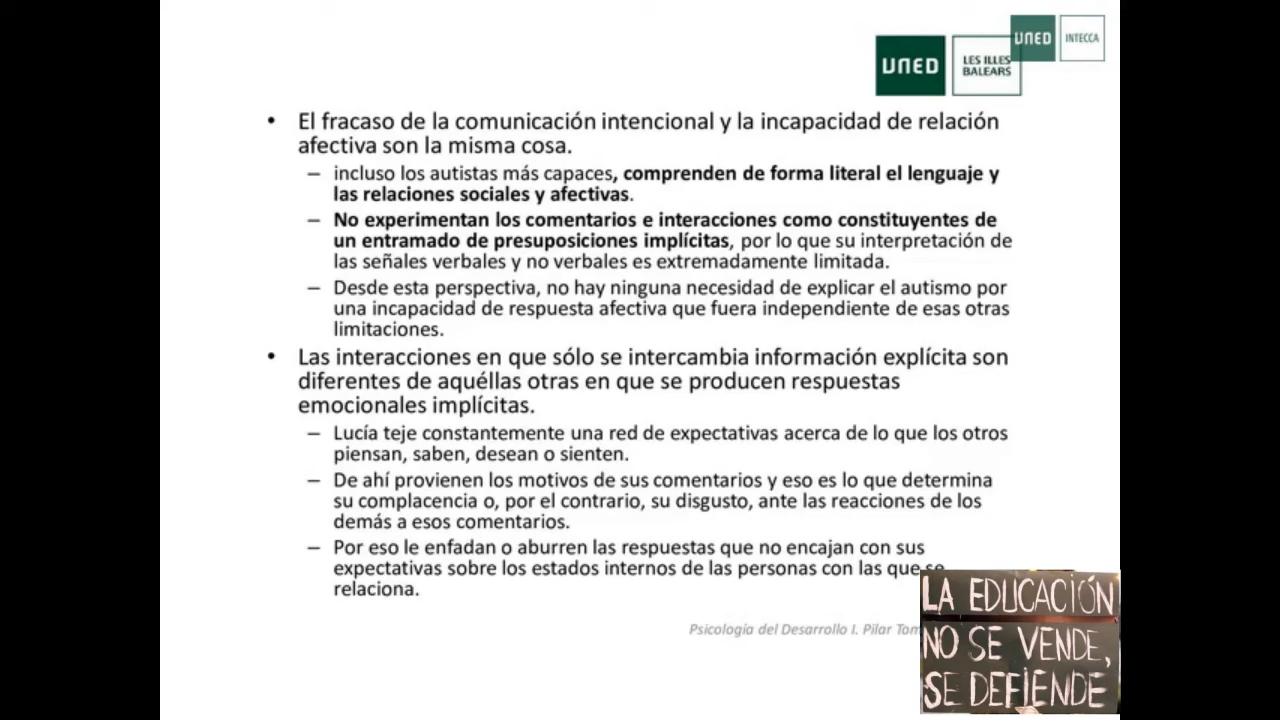 UNED
INTECCA
UNED
LES ILLES
BALEARS
• El fracaso de la comunicación intencional y la incapacidad de relación
afectiva son la misma cosa.
– incluso los autistas más capaces, comprenden de forma literal el lenguaje y
las relaciones sociales y afectivas.
– No experimentan los comentarios e interacciones como constituyentes de
un entramado de presuposiciones implícitas, por lo que su interpretación de
las señales verbales y no verbales es extremadamente limitada.
– Desde esta perspectiva, no hay ninguna necesidad de explicar el autismo por
una incapacidad de respuesta afectiva que fuera independiente de esas otras
limitaciones.
• Las interacciones en que sólo se intercambia información explícita son
diferentes de aquéllas otras en que se producen respuestas
emocionales implícitas.
– Lucía teje constantemente una red de expectativas acerca de lo que los otros
piensan, saben, desean o sienten.
– De ahí provienen los motivos de sus comentarios y eso es lo que determina
su complacencia o, por el contrario, su disgusto, ante las reacciones de los
demás a esos comentarios.
– Por eso le enfadan o aburren las respuestas que no encajan con sus
expectativas sobre los estados internos de las personas con las que se
relaciona.
Psicología del Desarrollo I. Pilar
LA EDUCACIÓN
NO SE VENDE,
SE DEFIENDE